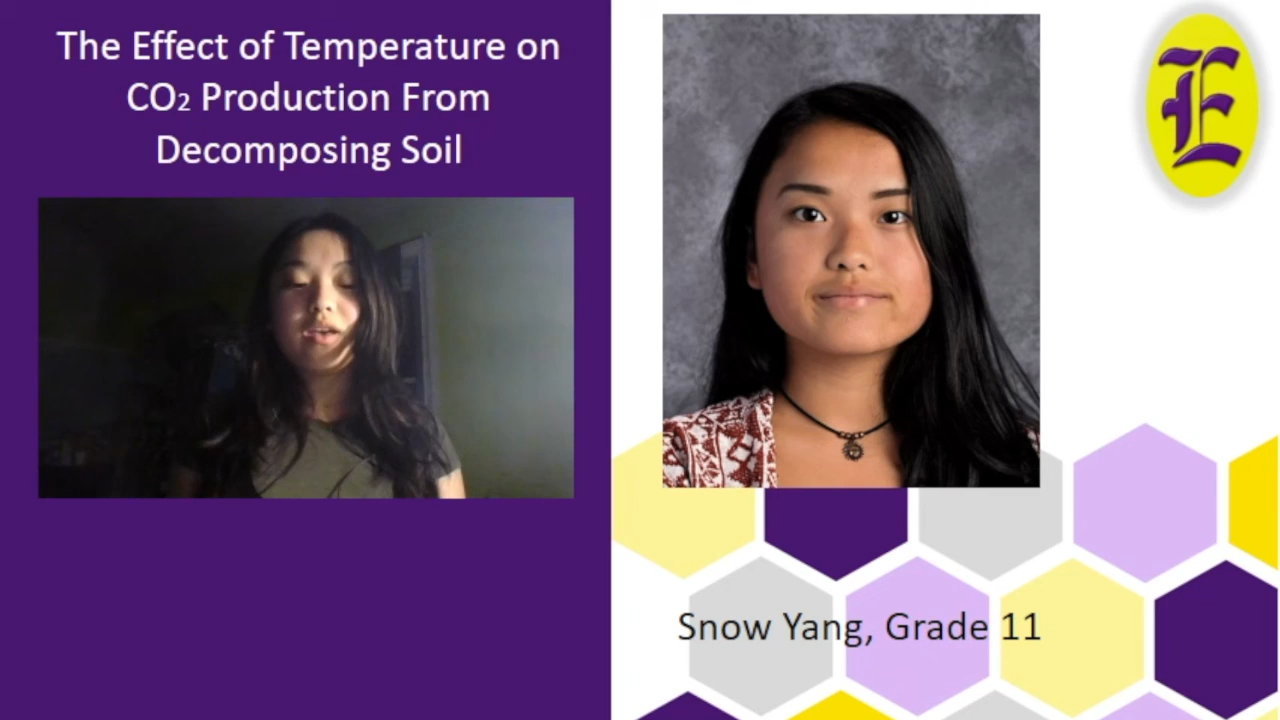 The Effect of Temperature on
CO₂ Production From
Decomposing Soil
E
Snow Yang, Grade 11